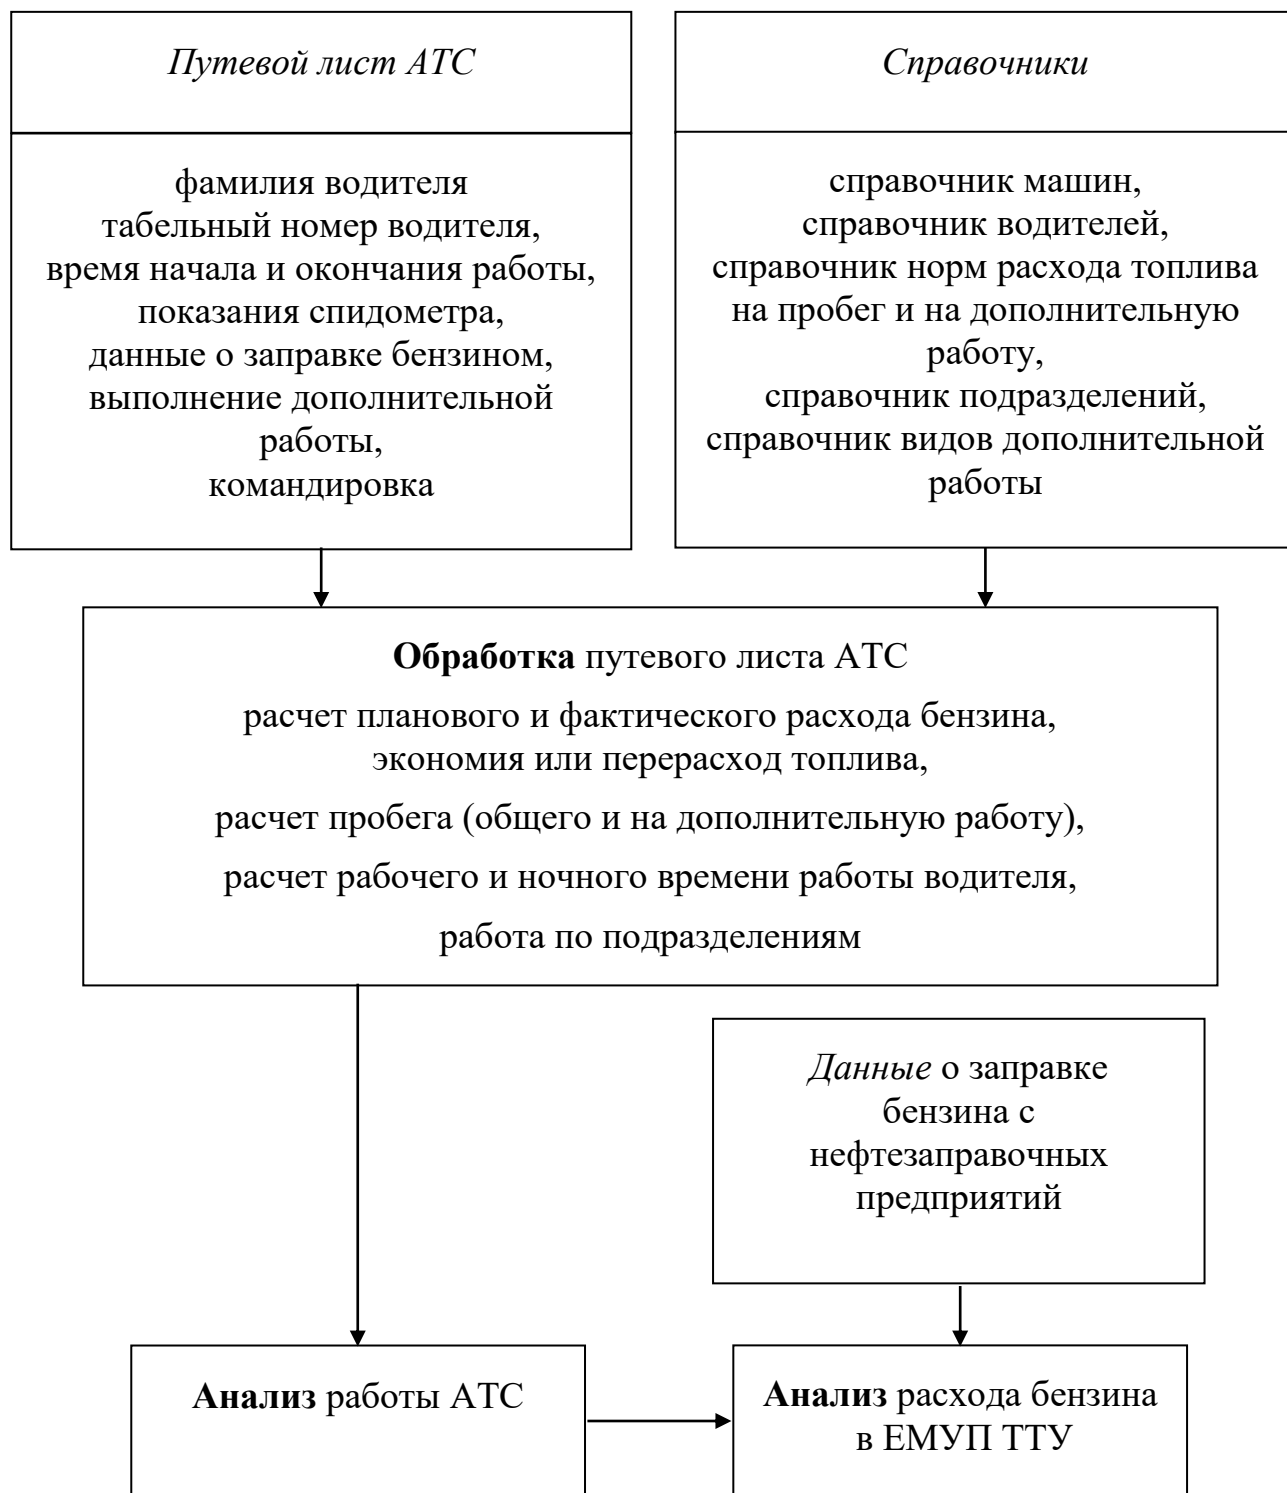 Путевой лист АТС
фамилия водителя
табельный номер водителя,
время начала и окончания работы,
показания спидометра,
данные о заправке бензином,
выполнение дополнительной
работы,
командировка
Справочники
справочник машин,
справочник водителей,
справочник норм расхода топлива
на пробег и на дополнительную
работу,
справочник подразделений,
справочник видов дополнительной
работы
Обработка путевого листа АТС
расчет планового и фактического расхода бензина,
экономия или перерасход топлива,
расчет пробега (общего и на дополнительную работу),
расчет рабочего и ночного времени работы водителя,
работа по подразделениям
Данные о заправке
бензина с
нефтезаправочных
предприятий
Анализ работы АТС
Анализ расхода бензина
в ЕМУП ТТУ